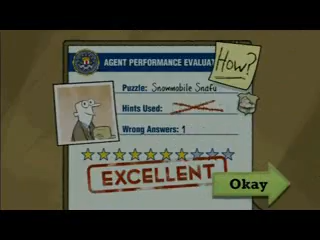 AGENT PERFORMANCE EVALUAT
How?
Puzzle: Snowmobile Snafu
Hints Used:
Wrong Answers: 1
EXCELLENT
Okay